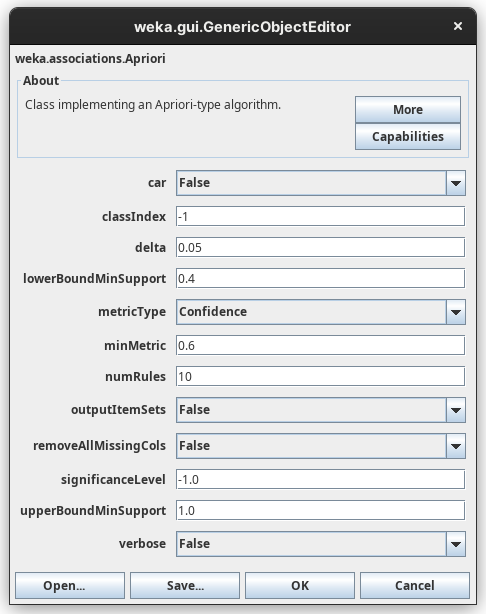 weka.gui.GenericObjectEditor ×
weka.associations.Apriori
About
Class implementing an Apriori-type algorithm.
More
Capabilities
car False
classIndex -1
delta 0.05
lowerBoundMinSupport 0.4
metricType Confidence
minMetric 0.6
numRules 10
outputItemSets False
removeAllMissingCols False
significanceLevel -1.0
upperBoundMinSupport 1.0
verbose False
Open... Save... OK Cancel